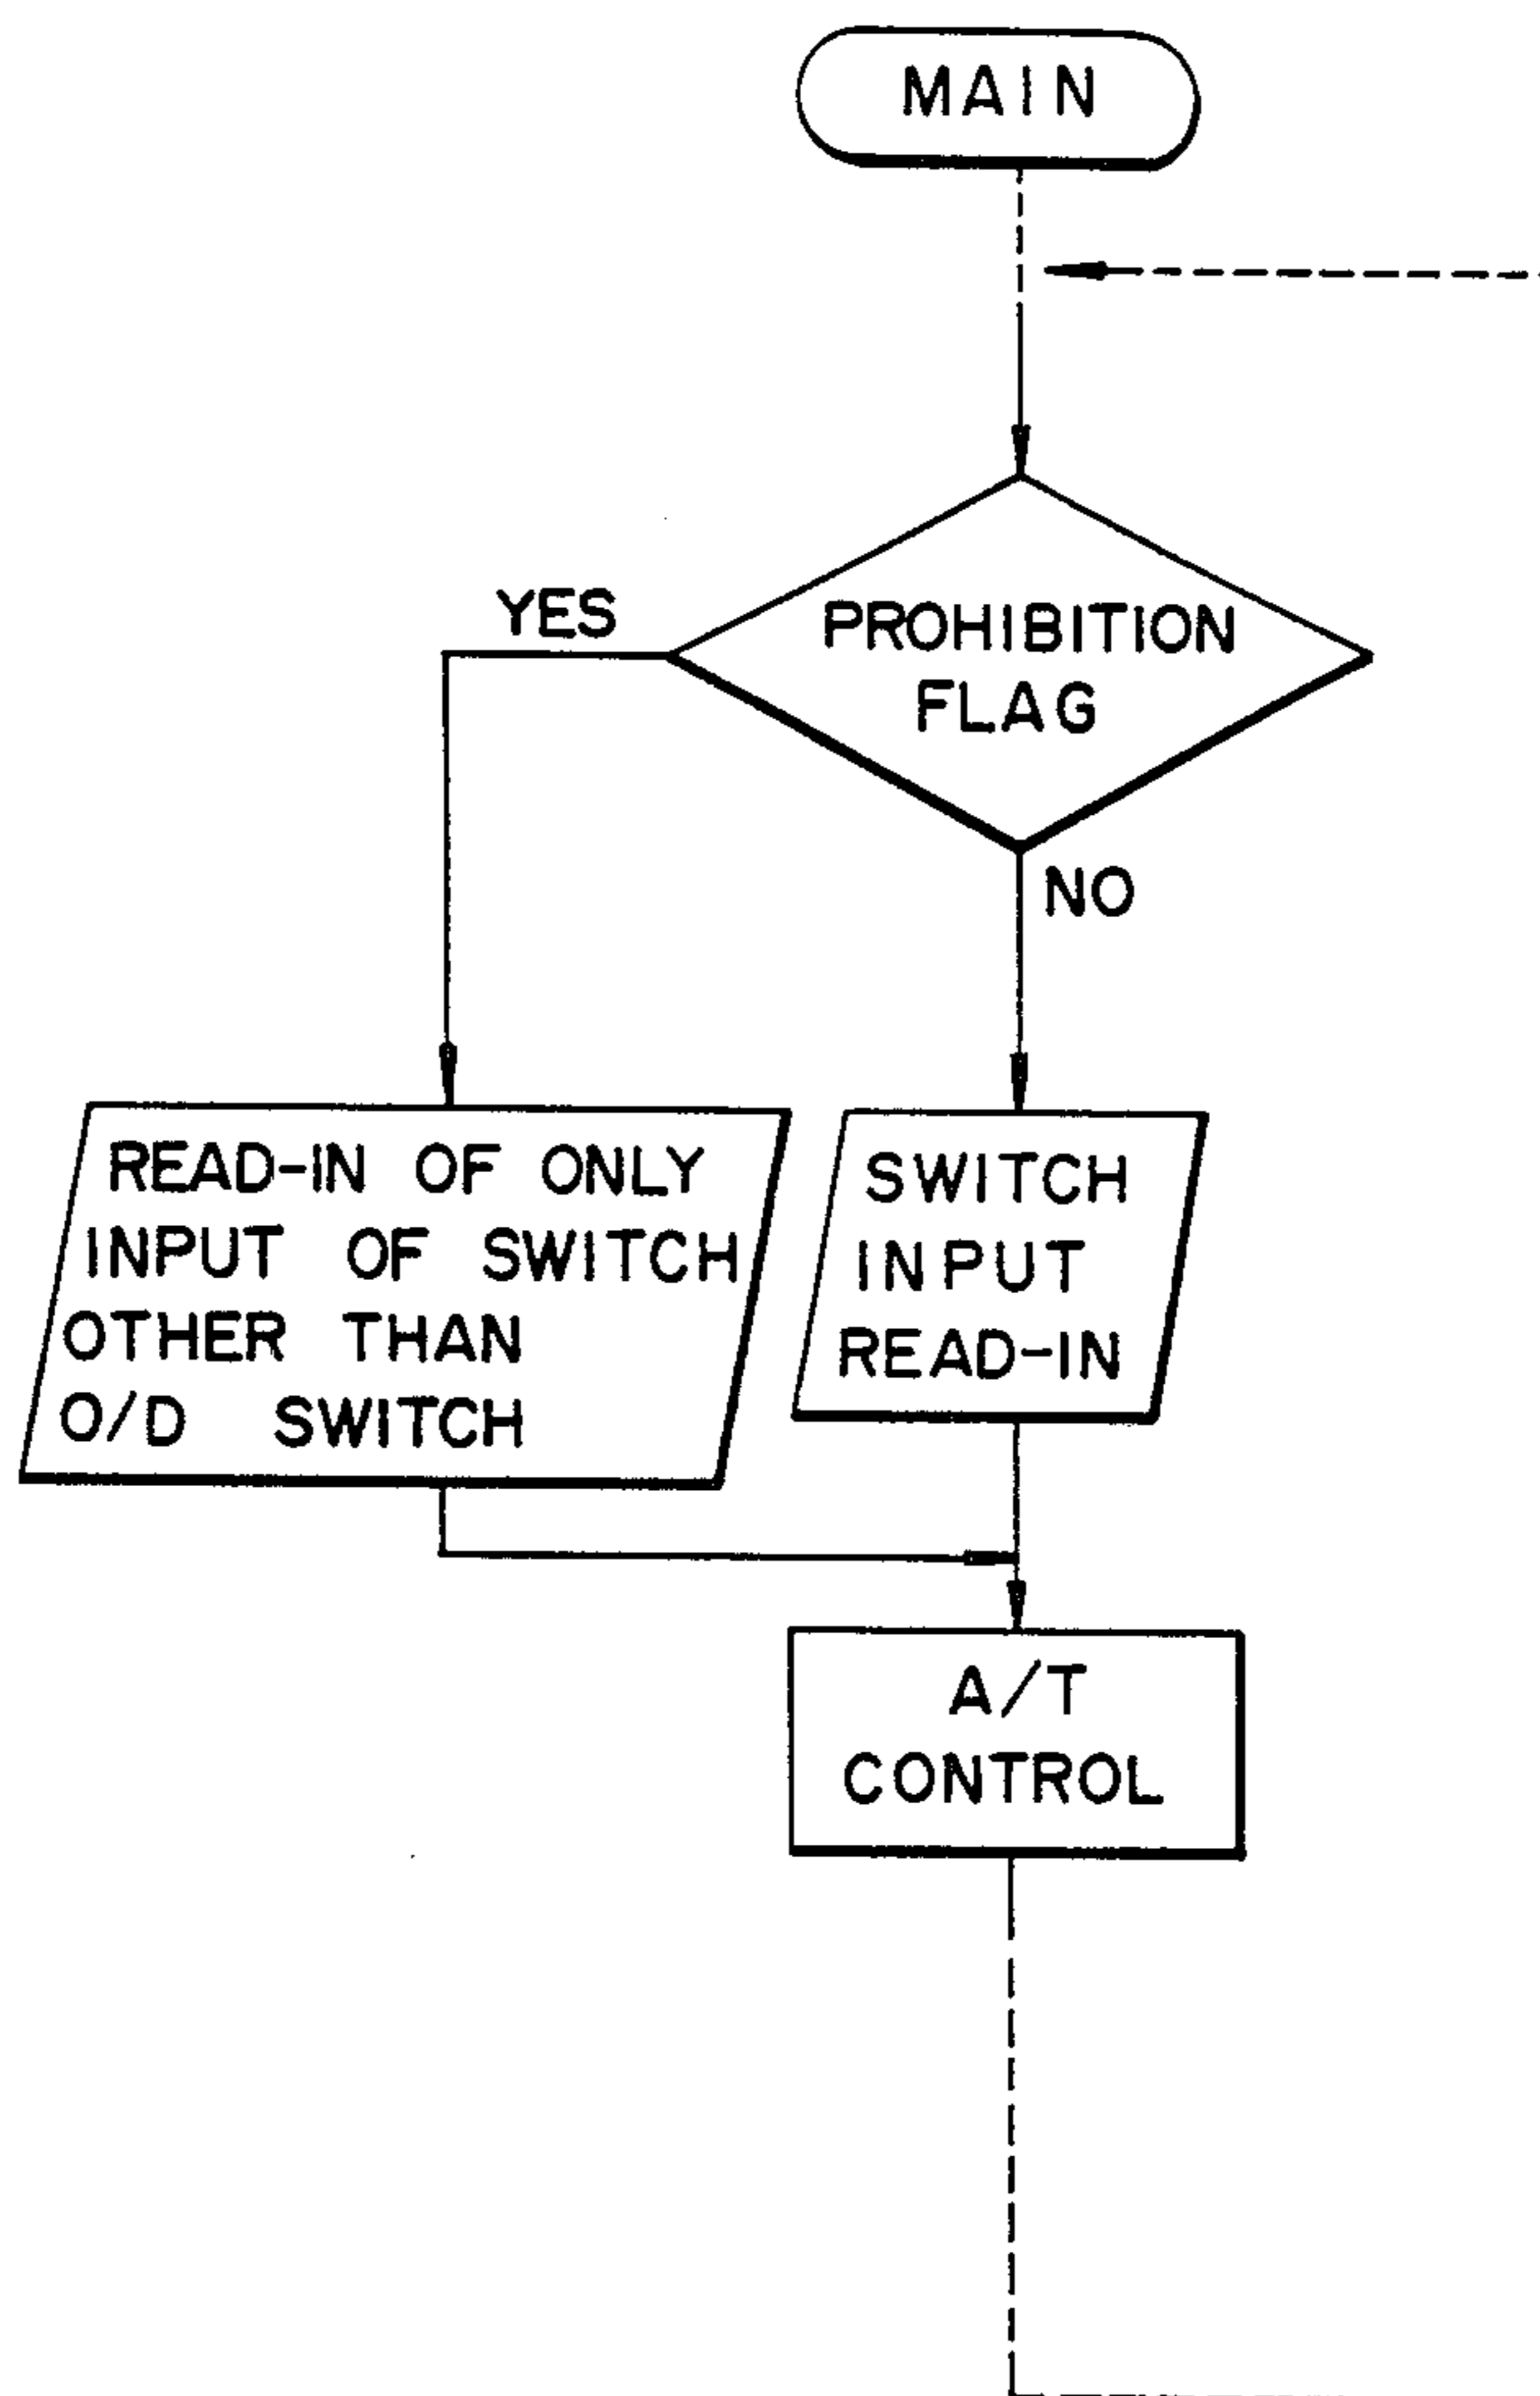 MAIN
PROHIBITION
FLAG
YES
NO
READ-IN OF ONLY
INPUT OF SWITCH
OTHER THAN
O/D SWITCH
SWITCH
INPUT
READ-IN
A/T
CONTROL